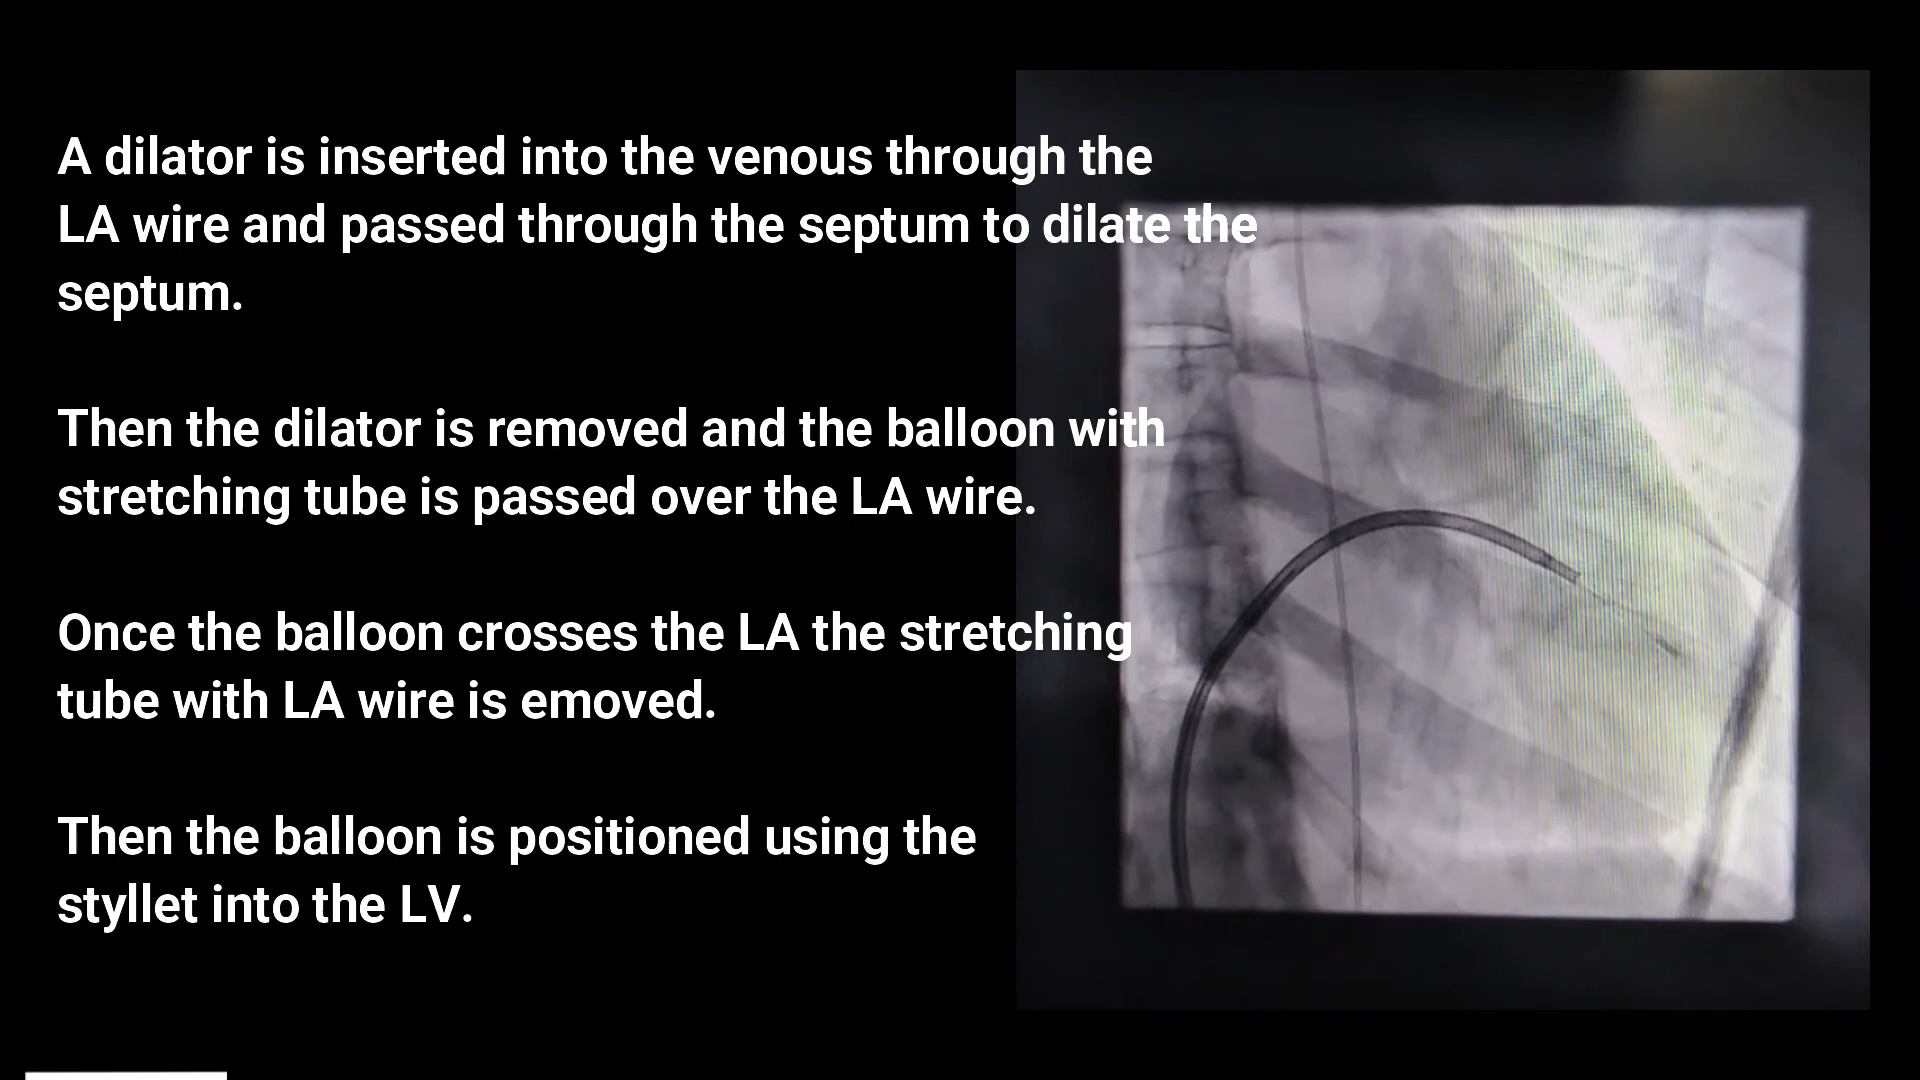 A dilator is inserted into the venous through the
LA wire and passed through the septum to dilate the
septum.
Then the dilator is removed and the balloon with
stretching tube is passed over the LA wire.
Once the balloon crosses the LA the stretching
tube with LA wire is emoved.
Then the balloon is positioned using the
styllet into the LV.